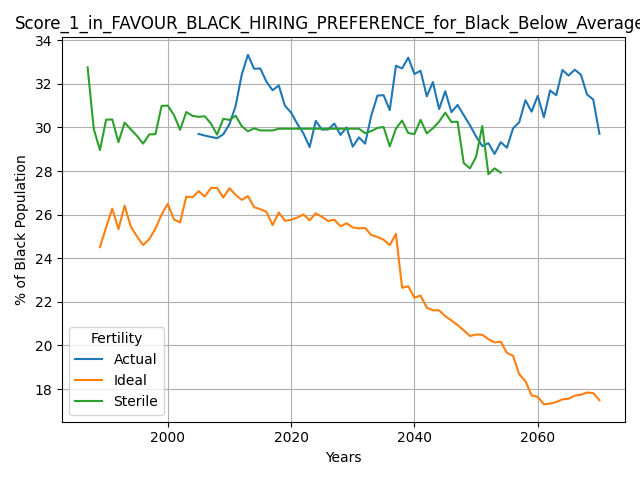 Score_1_in_FAVOUR_BLACK_HIRING_PREFERENCE_for_Black_Below_Average
34
32
30
28
26
24
22
20
18
% of Black Population
Fertility
Actual
Ideal
Sterile
2000
2020
2040
2060
Years